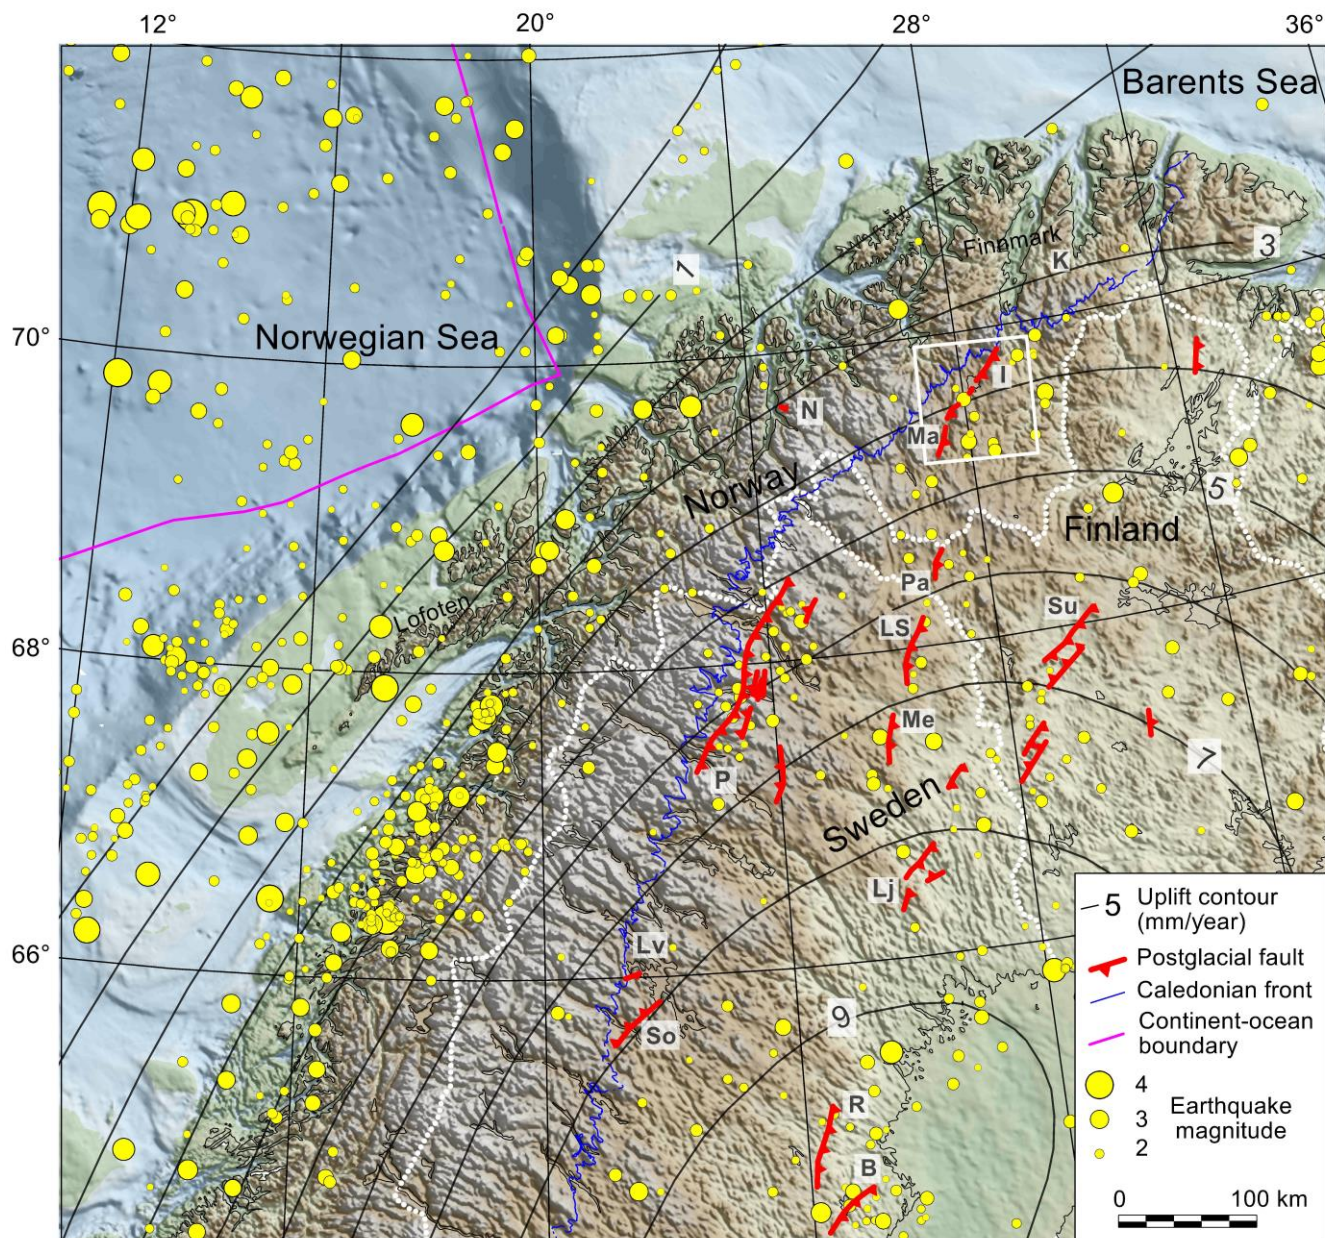 12°
20°
28°
36°
Barents Sea
2
Finnmark
3
K
1
Norwegian Sea
70°
I
N
Ma
Norway
5
Finland
Pa
Su
Lofoten
LS
68°
Me
P
7
Sweden
Lj
Lv
66°
So
9
R
B
5 Uplift contour
(mm/year)
Postglacial fault
Caledonian front
Continent-ocean
boundary
4
3 Earthquake
magnitude
2
0 100 km